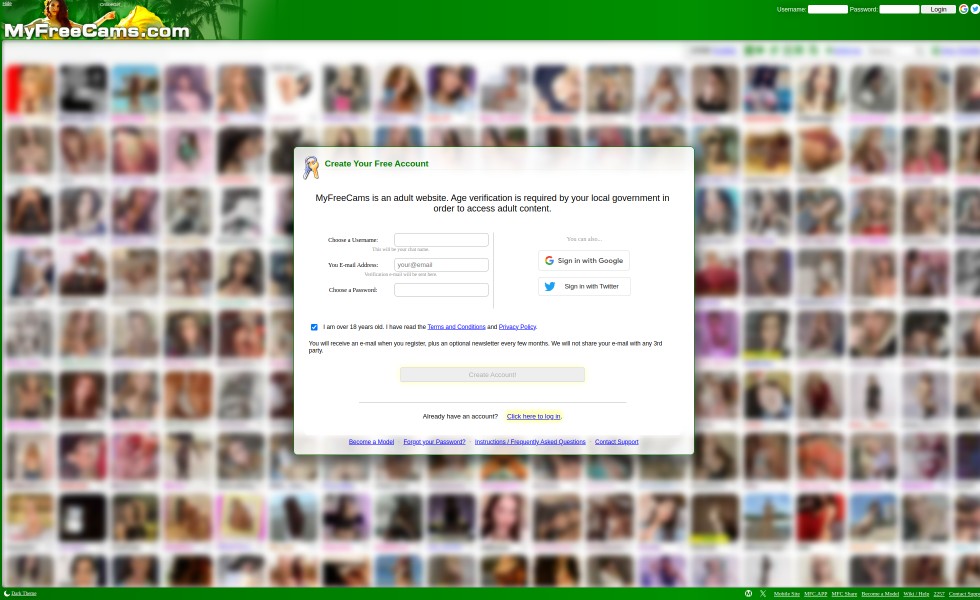 Username: Password: Login
MyFreeCams.com
Create Your Free Account
MyFreeCams is an adult website. Age verification is required by your local government in
order to access adult content.
Choose a Username:
This will be your chat name.
You E-mail Address: your@email
Verification e-mail will be sent here.
Choose a Password:
You can also...
Sign in with Google
Sign in with Twitter
I am over 18 years old. I have read the Terms and Conditions and Privacy Policy.
You will receive an e-mail when you register, plus an optional newsletter every few months. We will not share your e-mail with any 3rd
party.
Create Account!
Already have an account? Click here to log in.
Become a Model · Forgot your Password? · Instructions / Frequently Asked Questions · Contact Support
Dark Theme
Mobile Site MFC.APP MFC Share Become a Model Wiki / Help 2257 Contact